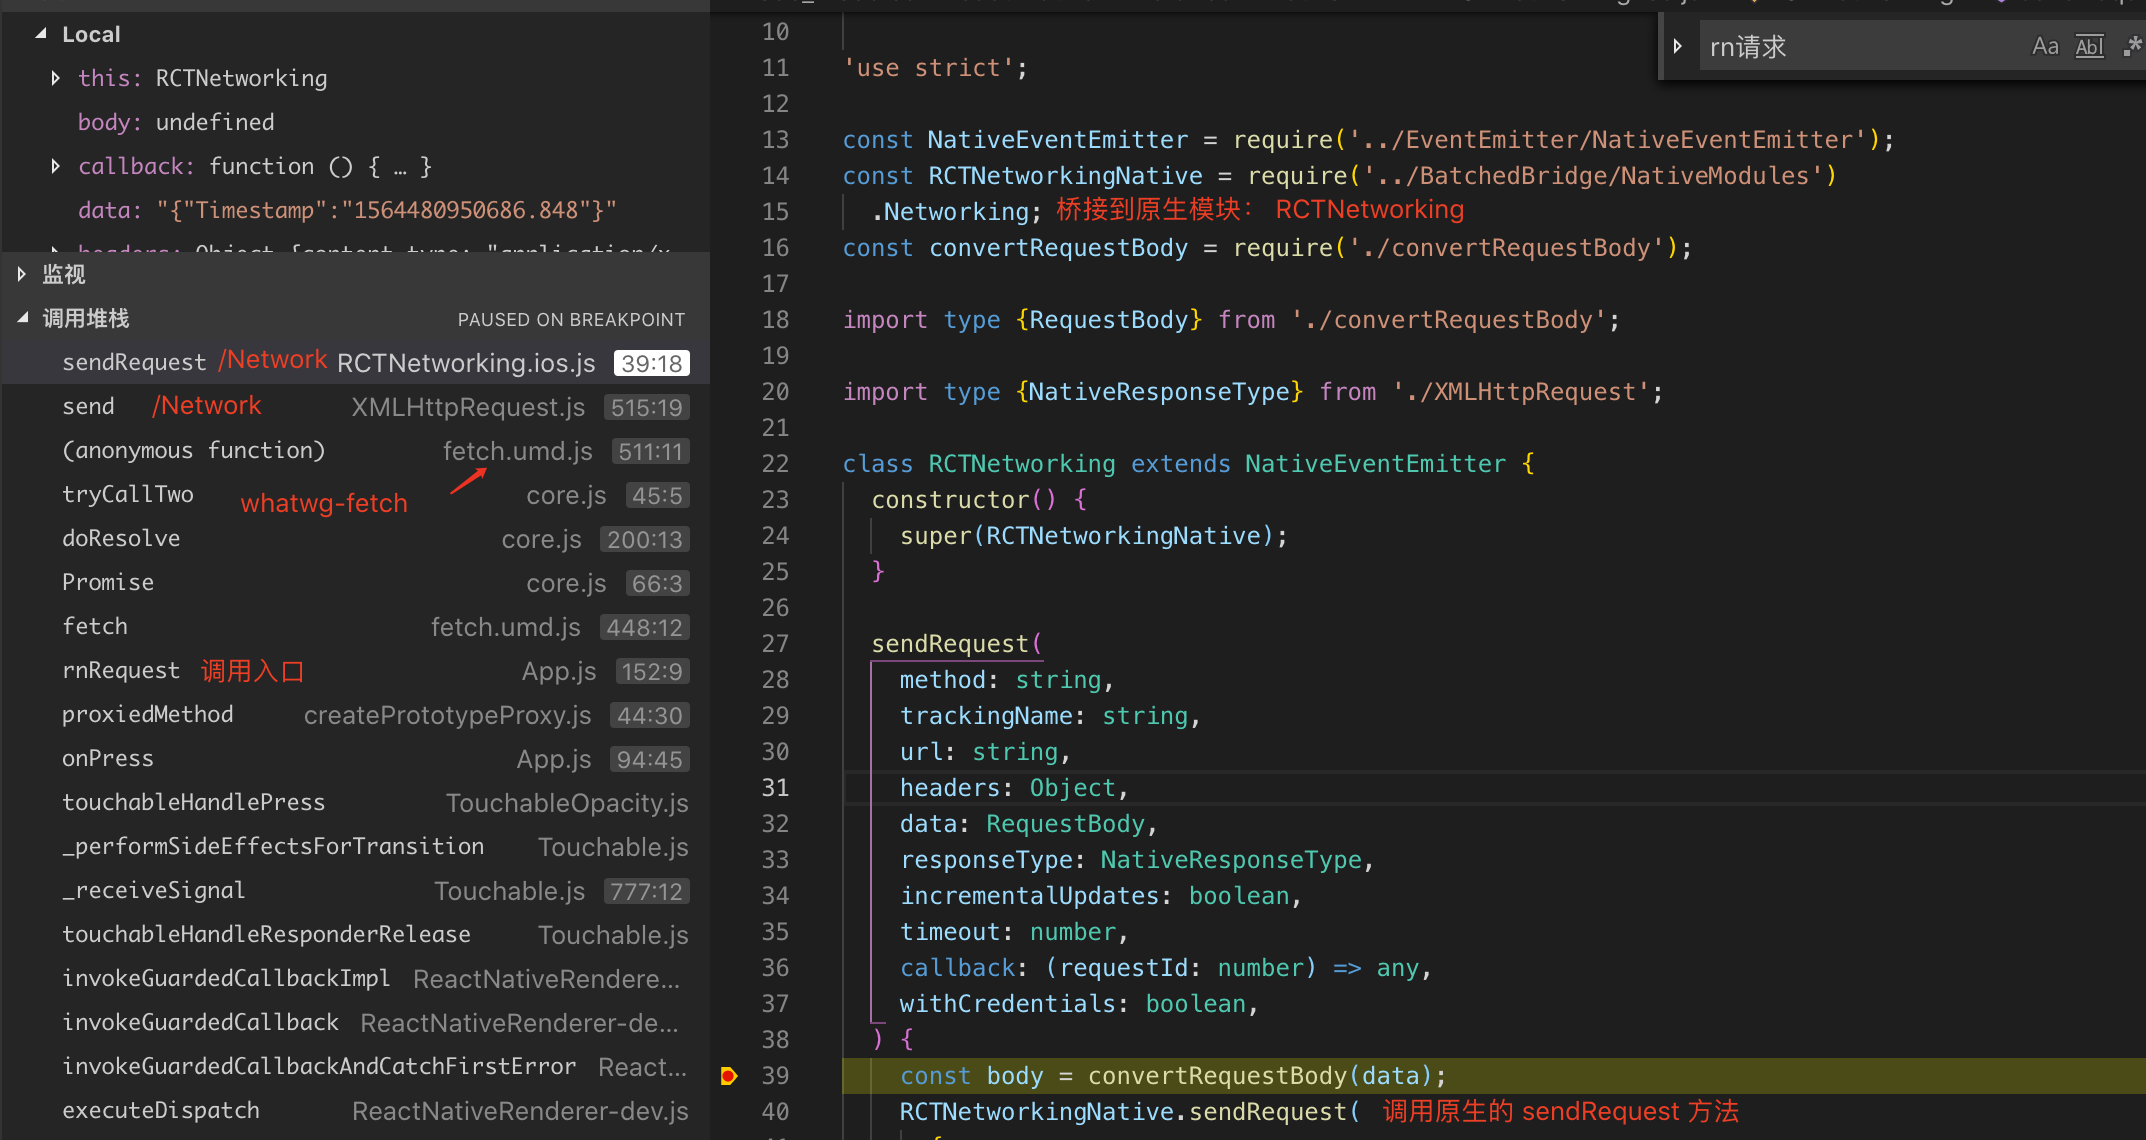 Local
this: RCTNetworking
body: undefined
callback: function () { … }
data: "{"Timestamp":"1564480950686.848"}"
监视
调用堆栈 PAUSED ON BREAKPOINT
sendRequest /Network RCTNetworking.ios.js 39:18
send /Network XMLHttpRequest.js 515:19
(anonymous function) fetch.umd.js 511:11
tryCallTwo whatwg-fetch core.js 45:5
doResolve core.js 200:13
Promise core.js 66:3
fetch fetch.umd.js 448:12
rnRequest 调用入口 App.js 152:9
proxiedMethod createPrototypeProxy.js 44:30
onPress App.js 94:45
touchableHandlePress TouchableOpacity.js
_performSideEffectsForTransition Touchable.js
_receiveSignal Touchable.js 777:12
touchableHandleResponderRelease Touchable.js
invokeGuardedCallbackImpl ReactNativeRendere...
invokeGuardedCallback ReactNativeRenderer-de...
invokeGuardedCallbackAndCatchFirstError React...
executeDispatch ReactNativeRenderer-dev.js
rn请求 Aa Abl .*
10
11 'use strict';
12
13 const NativeEventEmitter = require('../EventEmitter/NativeEventEmitter');
14 const RCTNetworkingNative = require('../BatchedBridge/NativeModules')
15 .Networking; 桥接到原生模块： RCTNetworking
16 const convertRequestBody = require('./convertRequestBody');
17
18 import type {RequestBody} from './convertRequestBody';
19
20 import type {NativeResponseType} from './XMLHttpRequest';
21
22 class RCTNetworking extends NativeEventEmitter {
23 constructor() {
24 super(RCTNetworkingNative);
25 }
26
27 sendRequest(
28 method: string,
29 trackingName: string,
30 url: string,
31 headers: Object,
32 data: RequestBody,
33 responseType: NativeResponseType,
34 incrementalUpdates: boolean,
35 timeout: number,
36 callback: (requestId: number) => any,
37 withCredentials: boolean,
38 ) {
39 const body = convertRequestBody(data);
40 RCTNetworkingNative.sendRequest( 调用原生的 sendRequest 方法